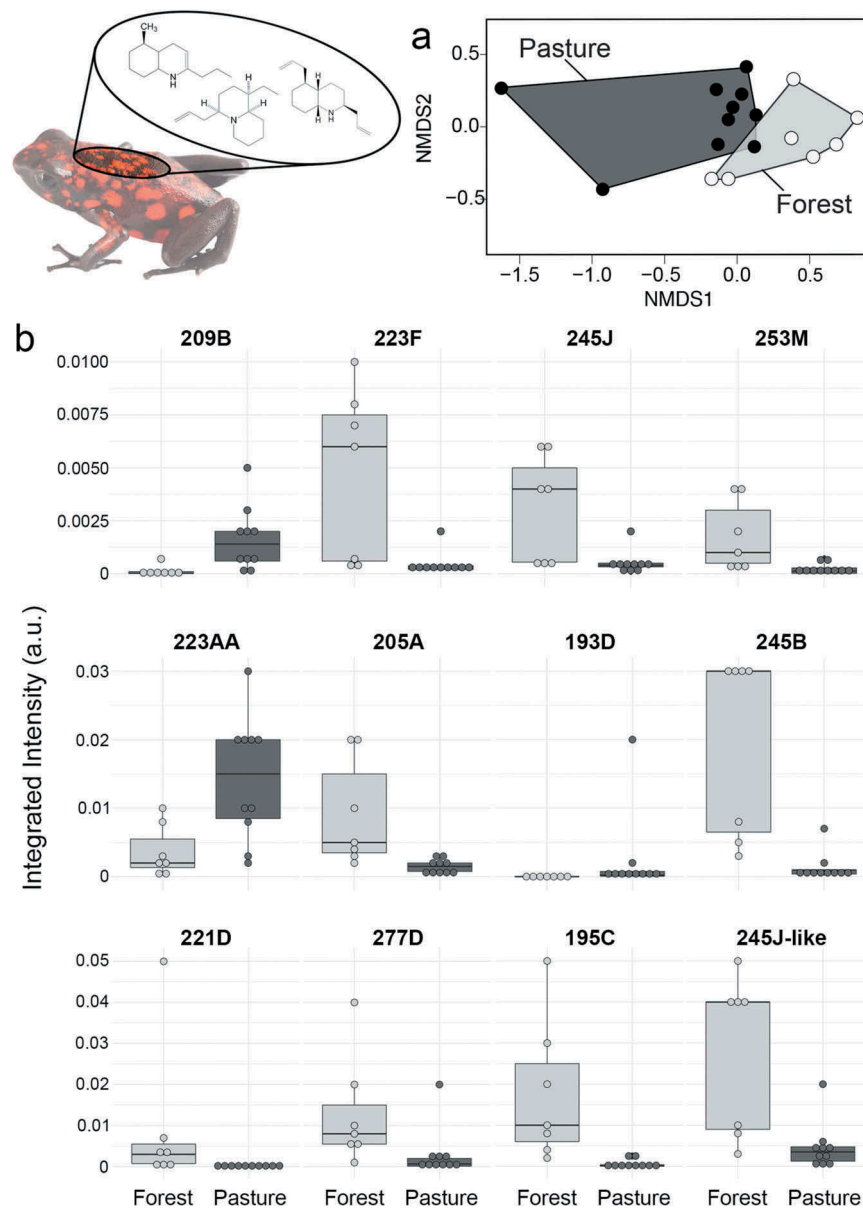 CH3
N
H
H
H
N
H
H
N
H
a
Pasture
Forest
NMDS2
0.5
0.0
−0.5
−1.5 −1.0 −0.5 0.0 0.5
NMDS1
b
Integrated Intensity (a.u.)
209B 223F 245J 253M
0.0100
0.0075
0.0050
0.0025
0
223AA 205A 193D 245B
0.03
0.02
0.01
0
221D 277D 195C 245J-like
0.05
0.04
0.02
0.01
0
Forest Pasture Forest Pasture Forest Pasture Forest Pasture